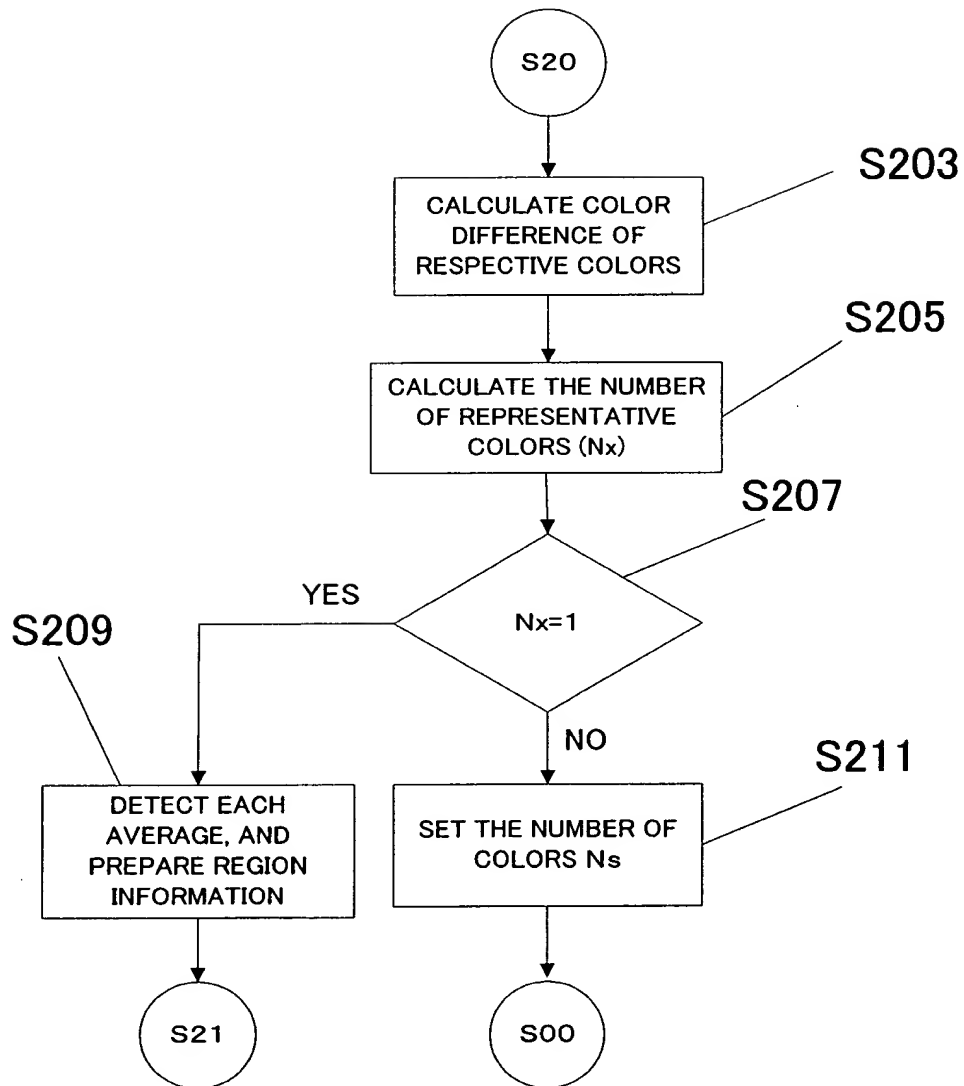 S20
S203
CALCULATE COLOR
DIFFERENCE OF
RESPECTIVE COLORS
S205
CALCULATE THE NUMBER
OF REPRESENTATIVE
COLORS (Nx)
S207
YES
Nx=1
S209
NO
S211
DETECT EACH
AVERAGE, AND
PREPARE REGION
INFORMATION
SET THE NUMBER OF
COLORS Ns
S21
S00